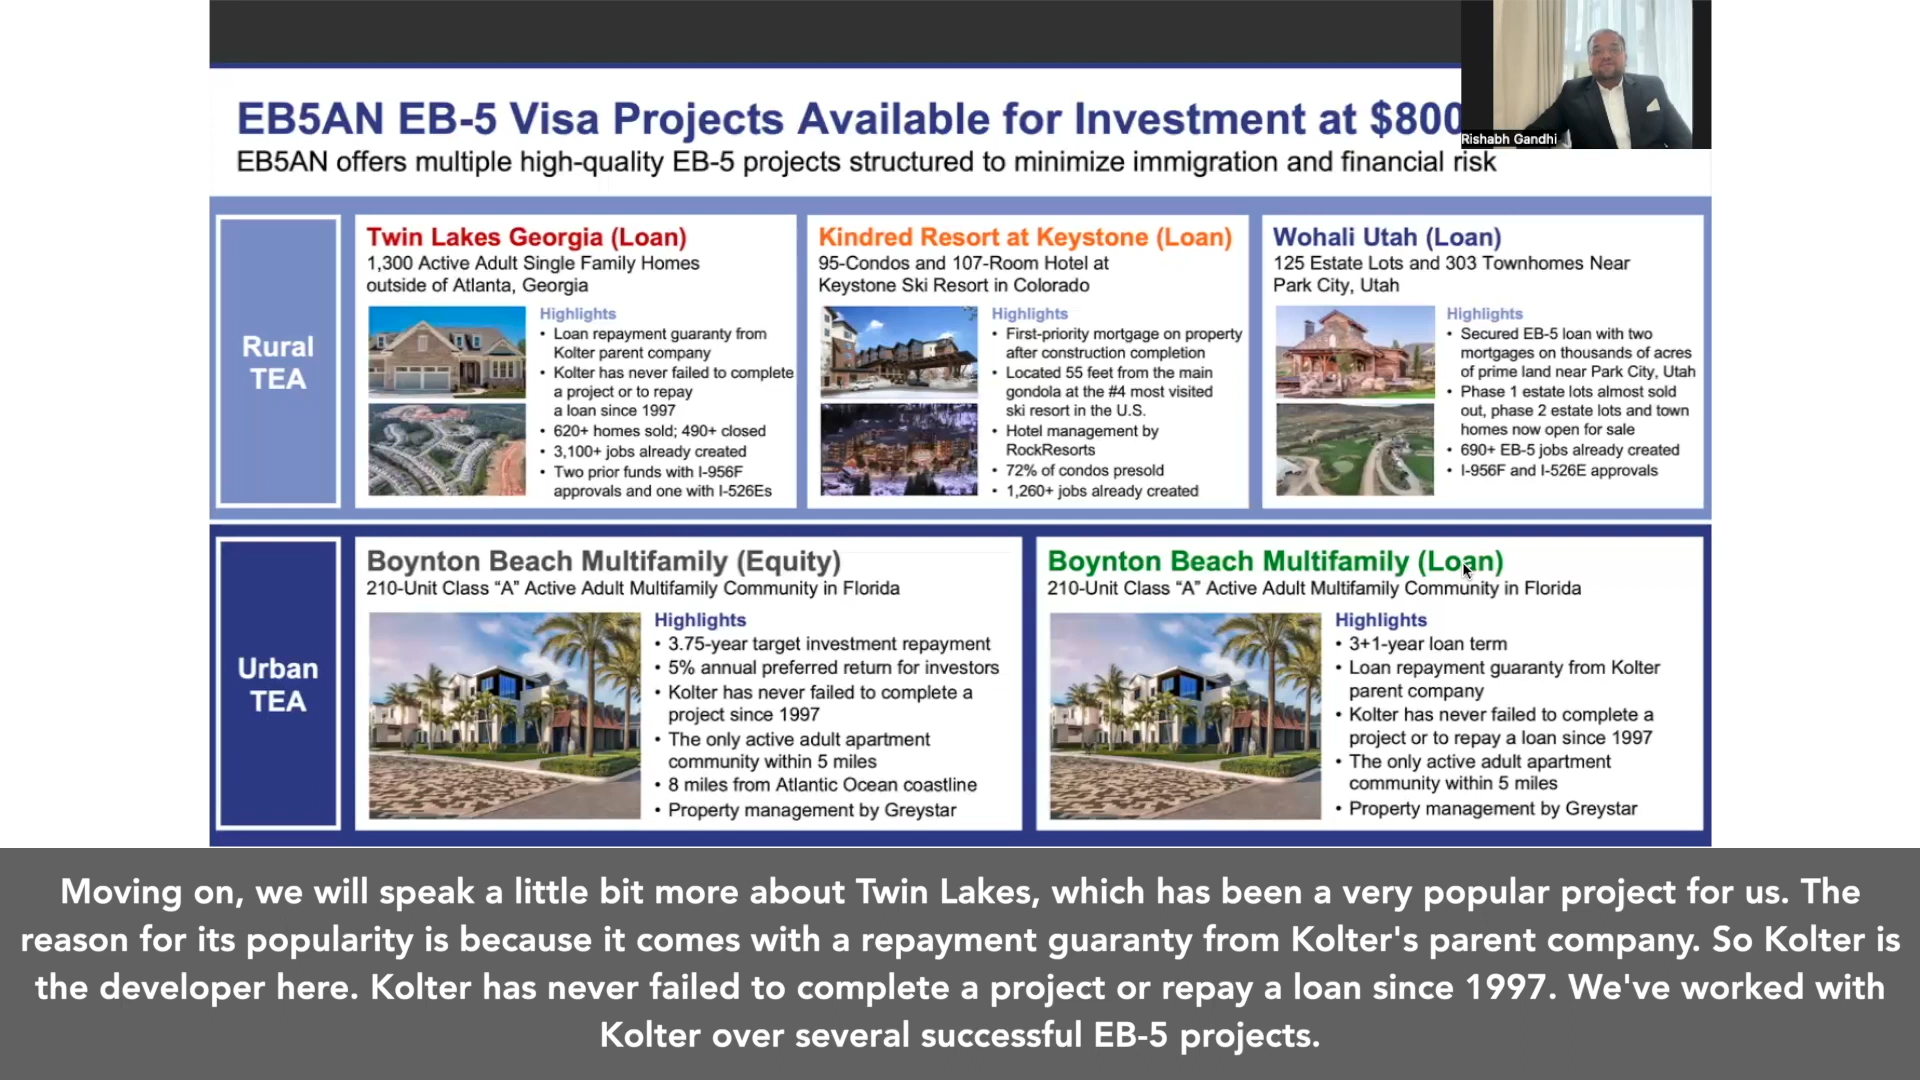 EB5AN EB-5 Visa Projects Available for Investment at $800
EB5AN offers multiple high-quality EB-5 projects structured to minimize immigration and financial risk
Rishabh Gandhi
Rural
TEA
Twin Lakes Georgia (Loan)
1,300 Active Adult Single Family Homes
outside of Atlanta, Georgia
Highlights
• Loan repayment guaranty from
Kolter parent company
• Kolter has never failed to complete
a project or to repay
a loan since 1997
• 620+ homes sold; 490+ closed
• 3,100+ jobs already created
• Two prior funds with I-956F
approvals and one with I-526Es
Kindred Resort at Keystone (Loan)
95-Condos and 107-Room Hotel at
Keystone Ski Resort in Colorado
Highlights
• First-priority mortgage on property
after construction completion
• Located 55 feet from the main
gondola at the #4 most visited
ski resort in the U.S.
• Hotel management by
RockResorts
• 72% of condos presold
• 1,260+ jobs already created
Wohali Utah (Loan)
125 Estate Lots and 303 Townhomes Near
Park City, Utah
Highlights
• Secured EB-5 loan with two
mortgages on thousands of acres
of prime land near Park City, Utah
• Phase 1 estate lots almost sold
out, phase 2 estate lots and town
homes now open for sale
• 690+ EB-5 jobs already created
• I-956F and I-526E approvals
Urban
TEA
Boynton Beach Multifamily (Equity)
210-Unit Class “A” Active Adult Multifamily Community in Florida
Highlights
• 3.75-year target investment repayment
• 5% annual preferred return for investors
• Kolter has never failed to complete a
project since 1997
• The only active adult apartment
community within 5 miles
• 8 miles from Atlantic Ocean coastline
• Property management by Greystar
Boynton Beach Multifamily (Loan)
210-Unit Class “A” Active Adult Multifamily Community in Florida
Highlights
• 3+1-year loan term
• Loan repayment guaranty from Kolter
parent company
• Kolter has never failed to complete a
project or to repay a loan since 1997
• The only active adult apartment
community within 5 miles
• Property management by Greystar
Moving on, we will speak a little bit more about Twin Lakes, which has been a very popular project for us. The
reason for its popularity is because it comes with a repayment guaranty from Kolter's parent company. So Kolter is
the developer here. Kolter has never failed to complete a project or repay a loan since 1997. We've worked with
Kolter over several successful EB-5 projects.